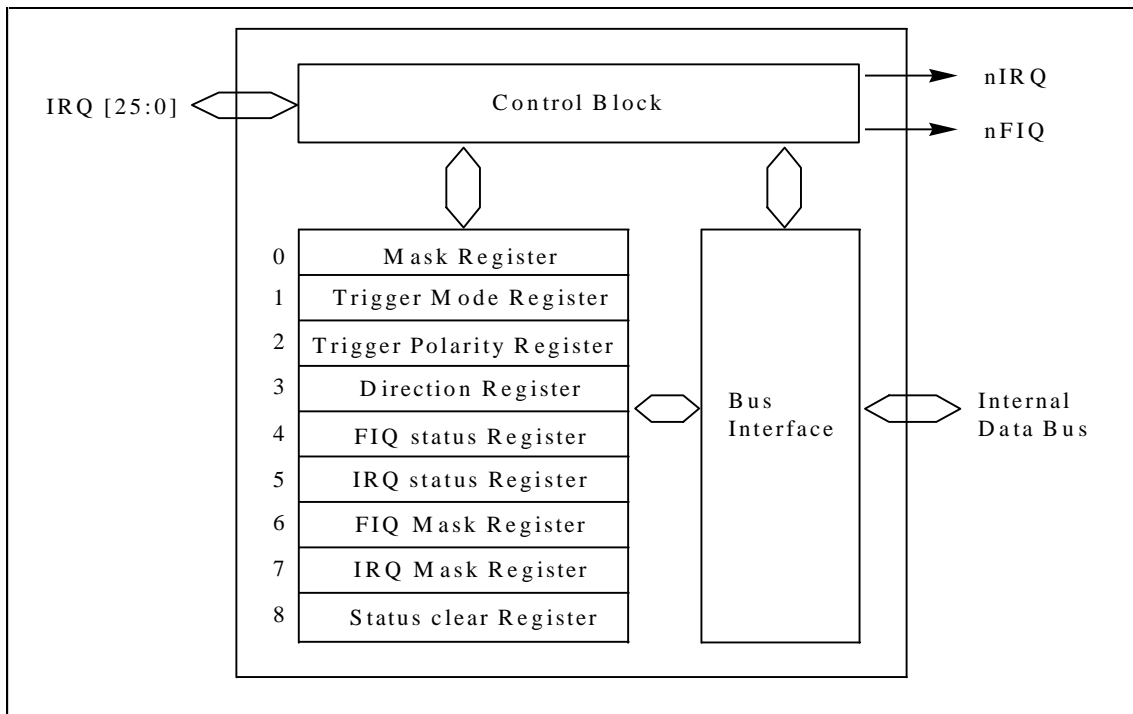 IRQ [25:0]
Control Block
nIRQ
nFIQ
0 Mask Register
1 Trigger Mode Register
2 Trigger Polarity Register
3 Direction Register
4 FIQ status Register
5 IRQ status Register
6 FIQ Mask Register
7 IRQ Mask Register
8 Status clear Register
Bus
Interface
Internal
Data Bus